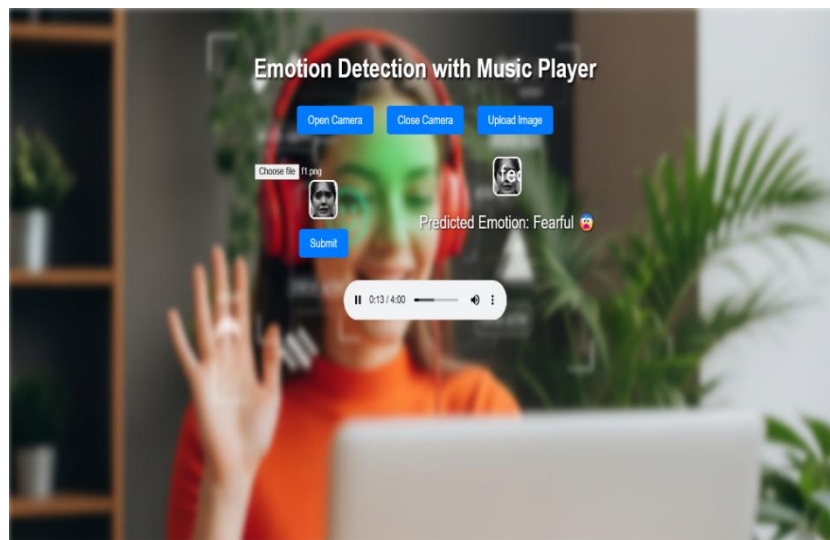 Emotion Detection with Music Player
Open Camera Close Camera Upload Image
Choose file f1.png
fec
Submit
Predicted Emotion: Fearful 😨
0:13 / 4:00